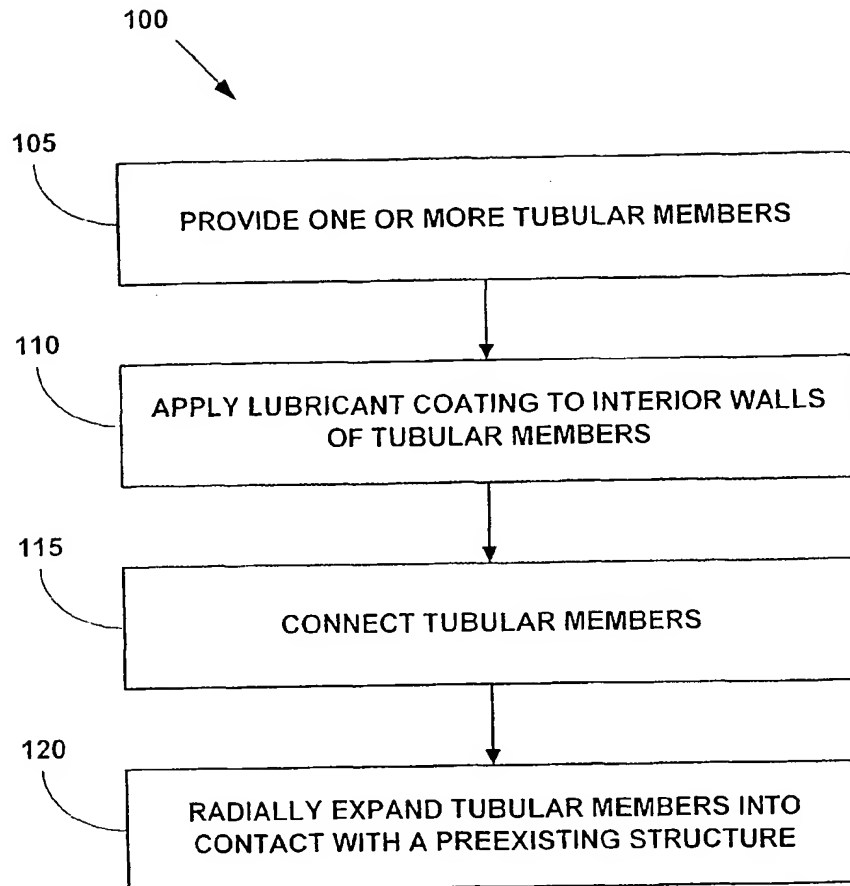 100
105
PROVIDE ONE OR MORE TUBULAR MEMBERS
110
APPLY LUBRICANT COATING TO INTERIOR WALLS
OF TUBULAR MEMBERS
115
CONNECT TUBULAR MEMBERS
120
RADIALLY EXPAND TUBULAR MEMBERS INTO
CONTACT WITH A PREEXISTING STRUCTURE